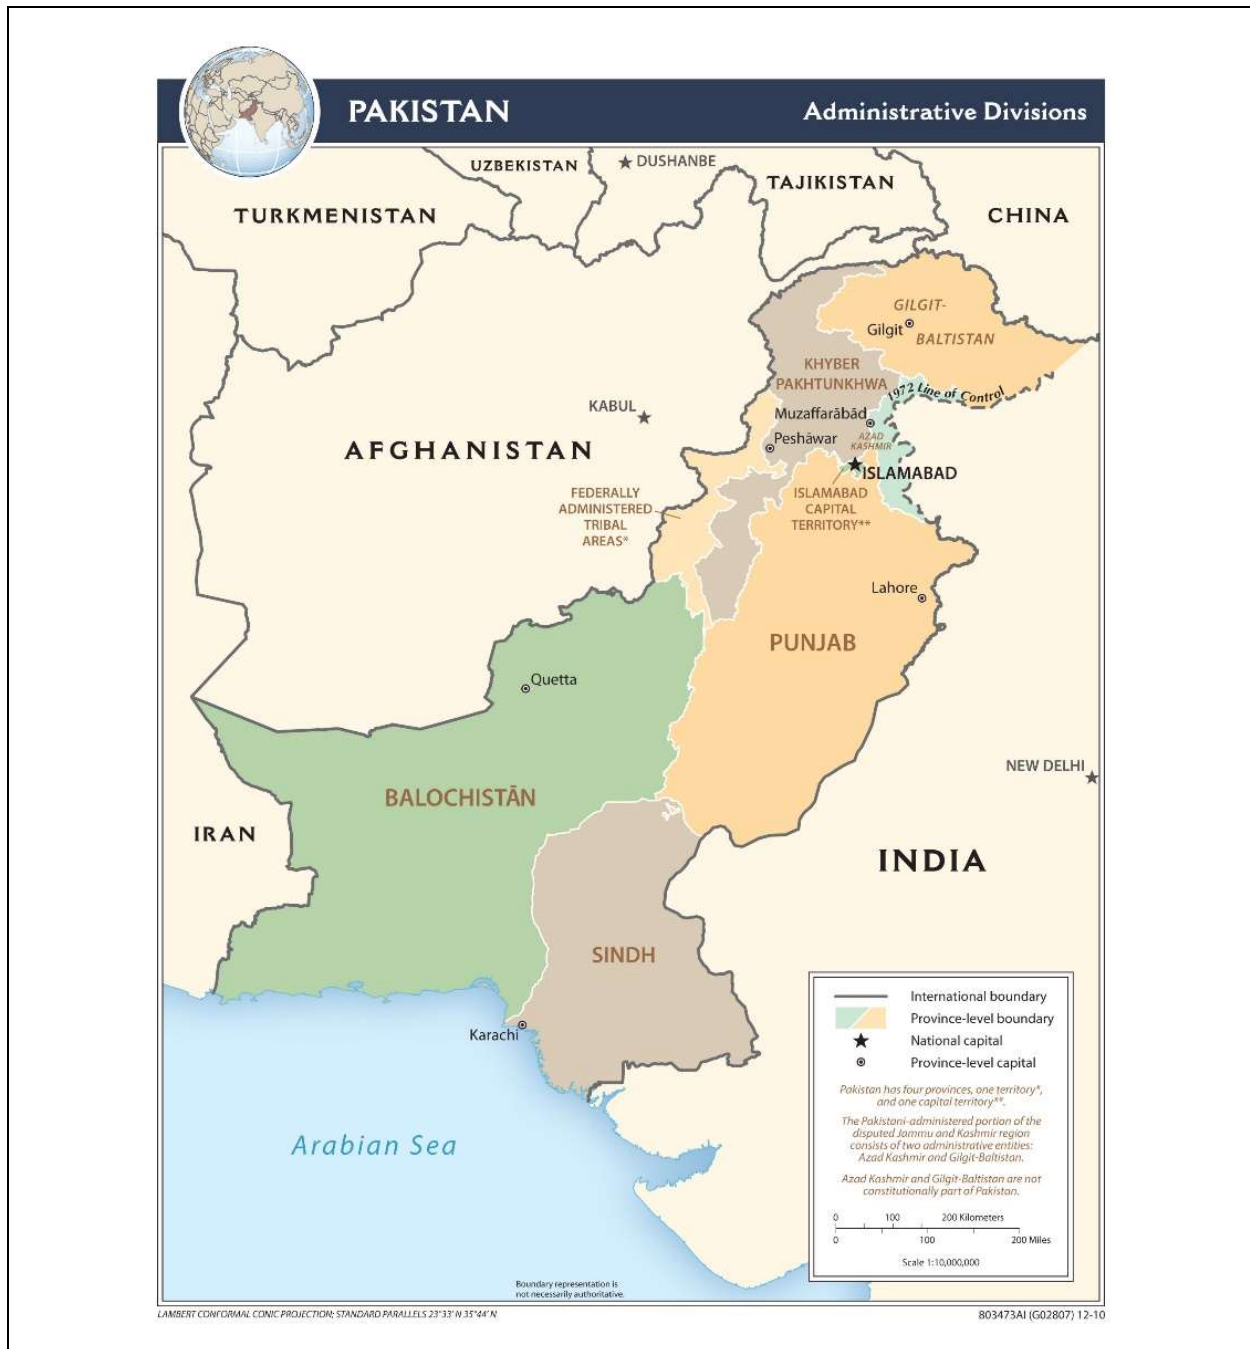 PAKISTAN
Administrative Divisions
UZBEKISTAN
DUSHANBE
TAJIKISTAN
TURKMENISTAN
CHINA
GILGIT-
Gilgit
BALTISTAN
KHYBER
PAKHTUNKHWA
1972 Line of Control
KABUL
Muzaffarābād
AFGHANISTAN
Peshāwar
AZAD
KASHMIR
ISLAMABAD
FEDERALLY
ADMINISTERED
TRIBAL
AREAS*
ISLAMABAD
CAPITAL
TERRITORY**
Lahore
PUNJAB
Quetta
NEW DELHI
BALOCHISTĀN
IRAN
INDIA
SINDH
Karachi
Arabian Sea
International boundary
Province-level boundary
National capital
Province-level capital
Pakistan has four provinces, one territory*,
and one capital territory**.
The Pakistani-administered portion of the
disputed Jammu and Kashmir region
consists of two administrative entities:
Azad Kashmir and Gilgit-Baltistan.
Azad Kashmir and Gilgit-Baltistan are not
constitutionally part of Pakistan.
0 100 200 Kilometers
0 100 200 Miles
Scale 1:10,000,000
Boundary representation is
not necessarily authoritative.
LAMBERT CONFORMAL CONIC PROJECTION; STANDARD PARALLELS 23°33' N 35°44' N
803473AI (G02807) 12-10